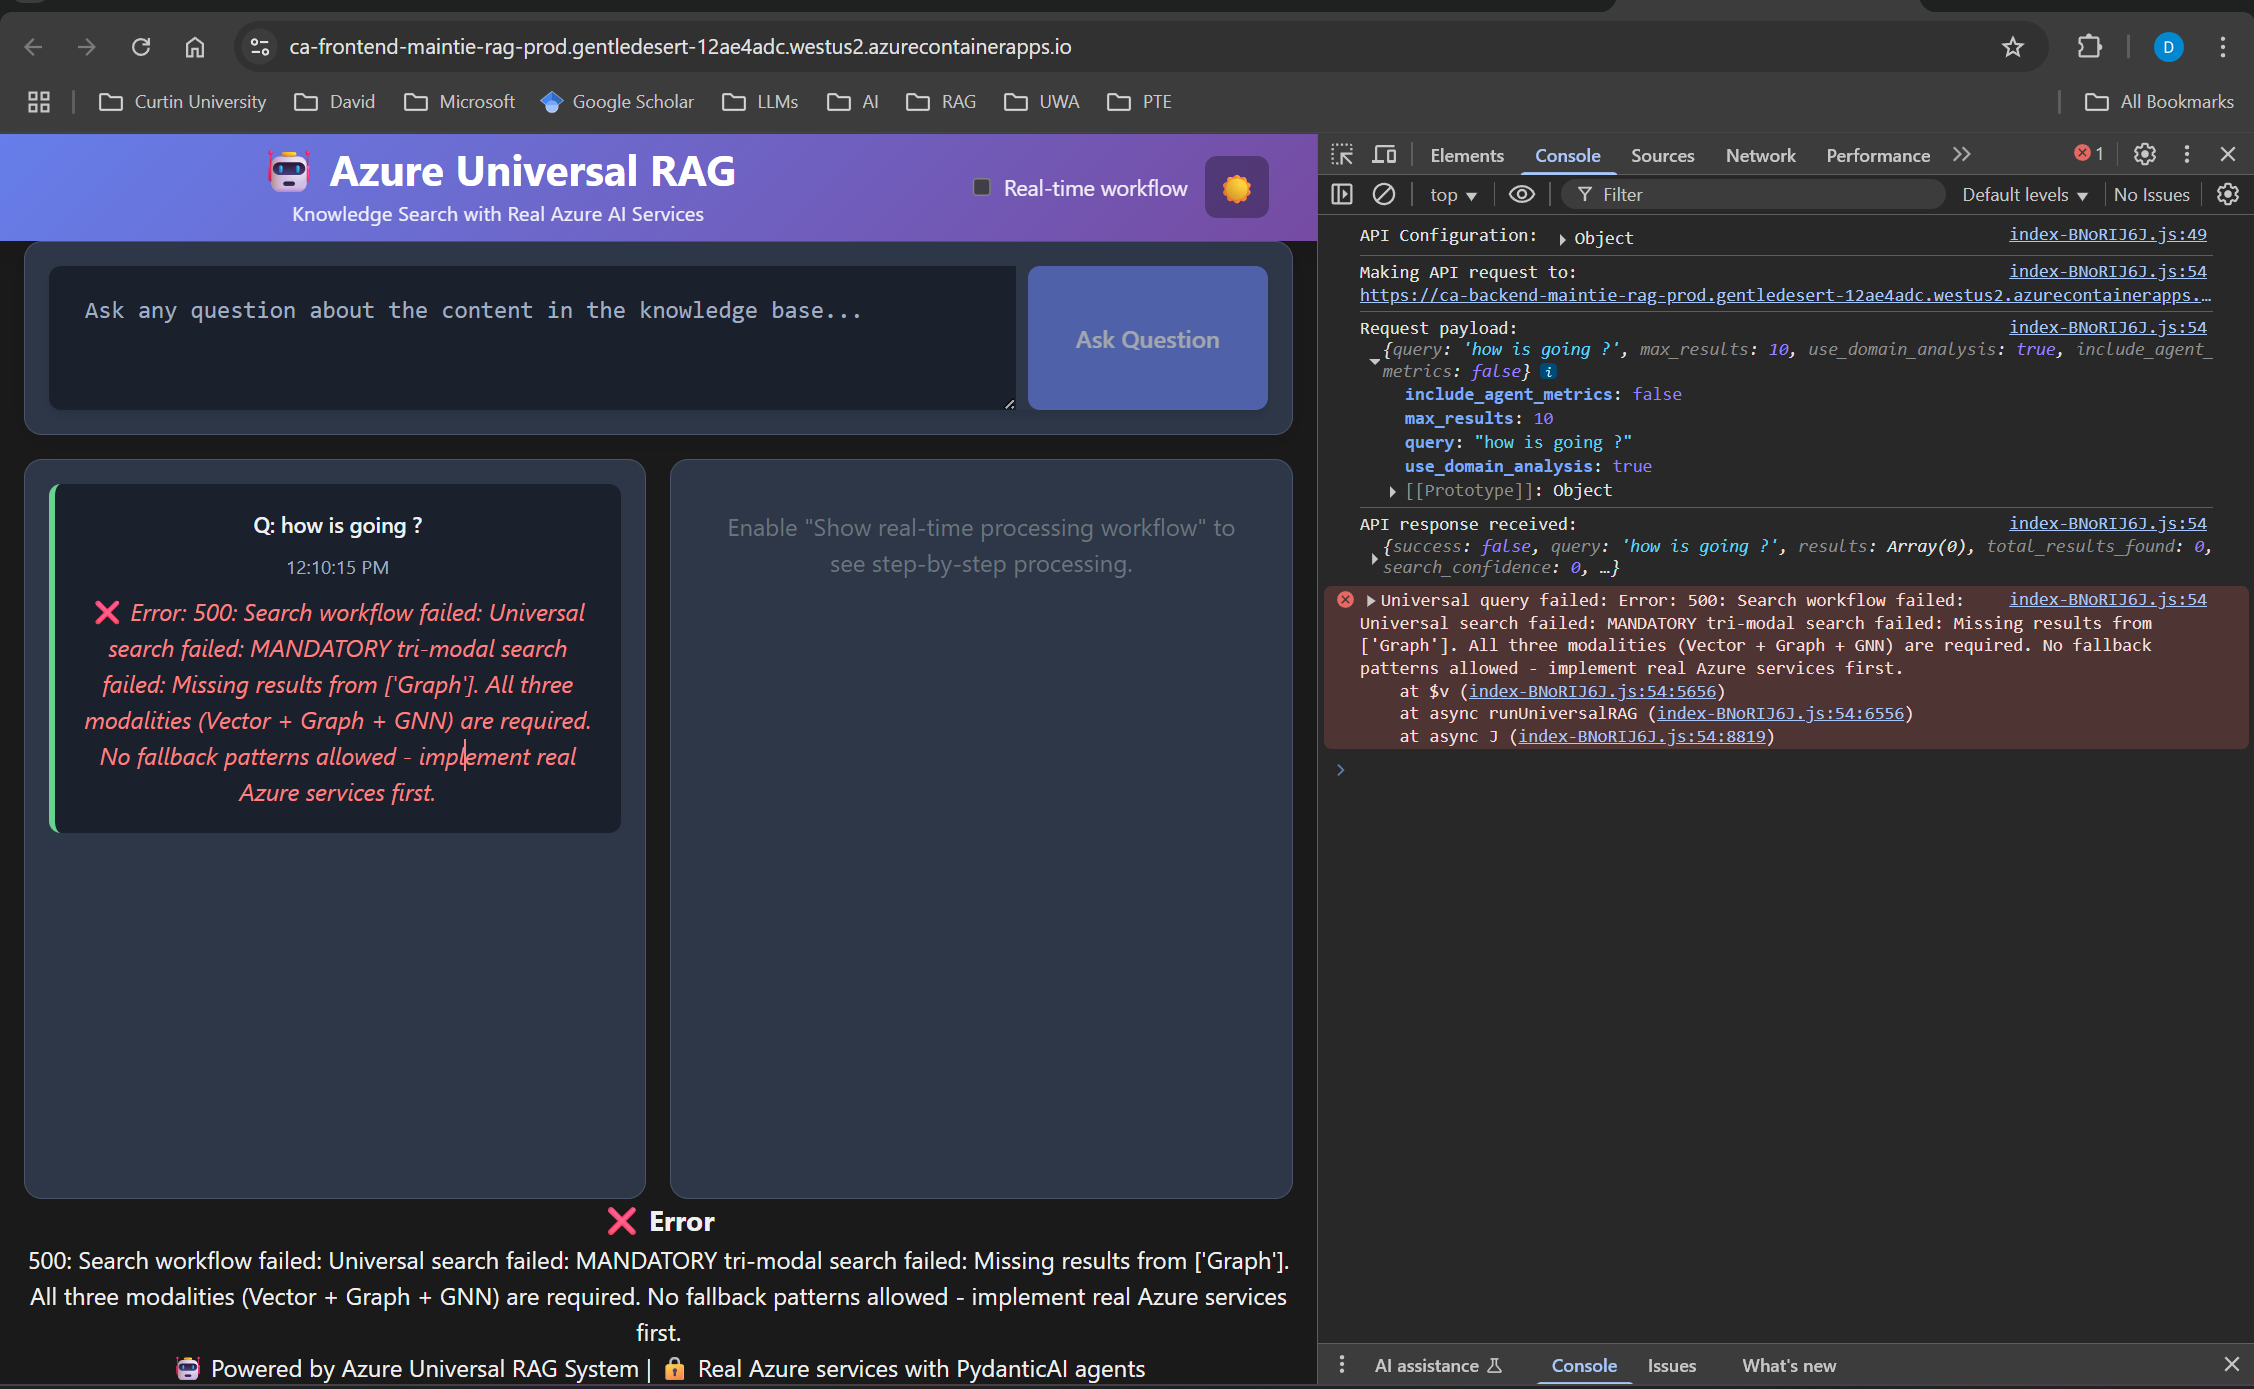 ca-frontend-maintie-rag-prod.gentledesert-12ae4adc.westus2.azurecontainerapps.io
D
Curtin University
David
Microsoft
Google Scholar
LLMs
AI
RAG
UWA
PTE
All Bookmarks
Azure Universal RAG
Knowledge Search with Real Azure AI Services
Real-time workflow
Ask any question about the content in the knowledge base...
Ask Question
Q: how is going ?
12:10:15 PM
❌ Error: 500: Search workflow failed: Universal
search failed: MANDATORY tri-modal search
failed: Missing results from ['Graph']. All three
modalities (Vector + Graph + GNN) are required.
No fallback patterns allowed - implement real
Azure services first.
Enable "Show real-time processing workflow" to
see step-by-step processing.
❌ Error
500: Search workflow failed: Universal search failed: MANDATORY tri-modal search failed: Missing results from ['Graph'].
All three modalities (Vector + Graph + GNN) are required. No fallback patterns allowed - implement real Azure services
first.
🤖 Powered by Azure Universal RAG System | 🔒 Real Azure services with PydanticAI agents
Elements
Console
Sources
Network
Performance
1
top
Filter
Default levels
No Issues
API Configuration: Object index-BNoRIJ6J.js:49
Making API request to: index-BNoRIJ6J.js:54
https://ca-backend-maintie-rag-prod.gentledesert-12ae4adc.westus2.azurecontainerapps.…
Request payload: index-BNoRIJ6J.js:54
{query: 'how is going ?', max_results: 10, use_domain_analysis: true, include_agent_
metrics: false} i
include_agent_metrics: false
max_results: 10
query: "how is going ?"
use_domain_analysis: true
[[Prototype]]: Object
API response received: index-BNoRIJ6J.js:54
{success: false, query: 'how is going ?', results: Array(0), total_results_found: 0,
search_confidence: 0, …}
Universal query failed: Error: 500: Search workflow failed: index-BNoRIJ6J.js:54
Universal search failed: MANDATORY tri-modal search failed: Missing results from
['Graph']. All three modalities (Vector + Graph + GNN) are required. No fallback
patterns allowed - implement real Azure services first.
at $v (index-BNoRIJ6J.js:54:5656)
at async runUniversalRAG (index-BNoRIJ6J.js:54:6556)
at async J (index-BNoRIJ6J.js:54:8819)
AI assistance
Console
Issues
What's new